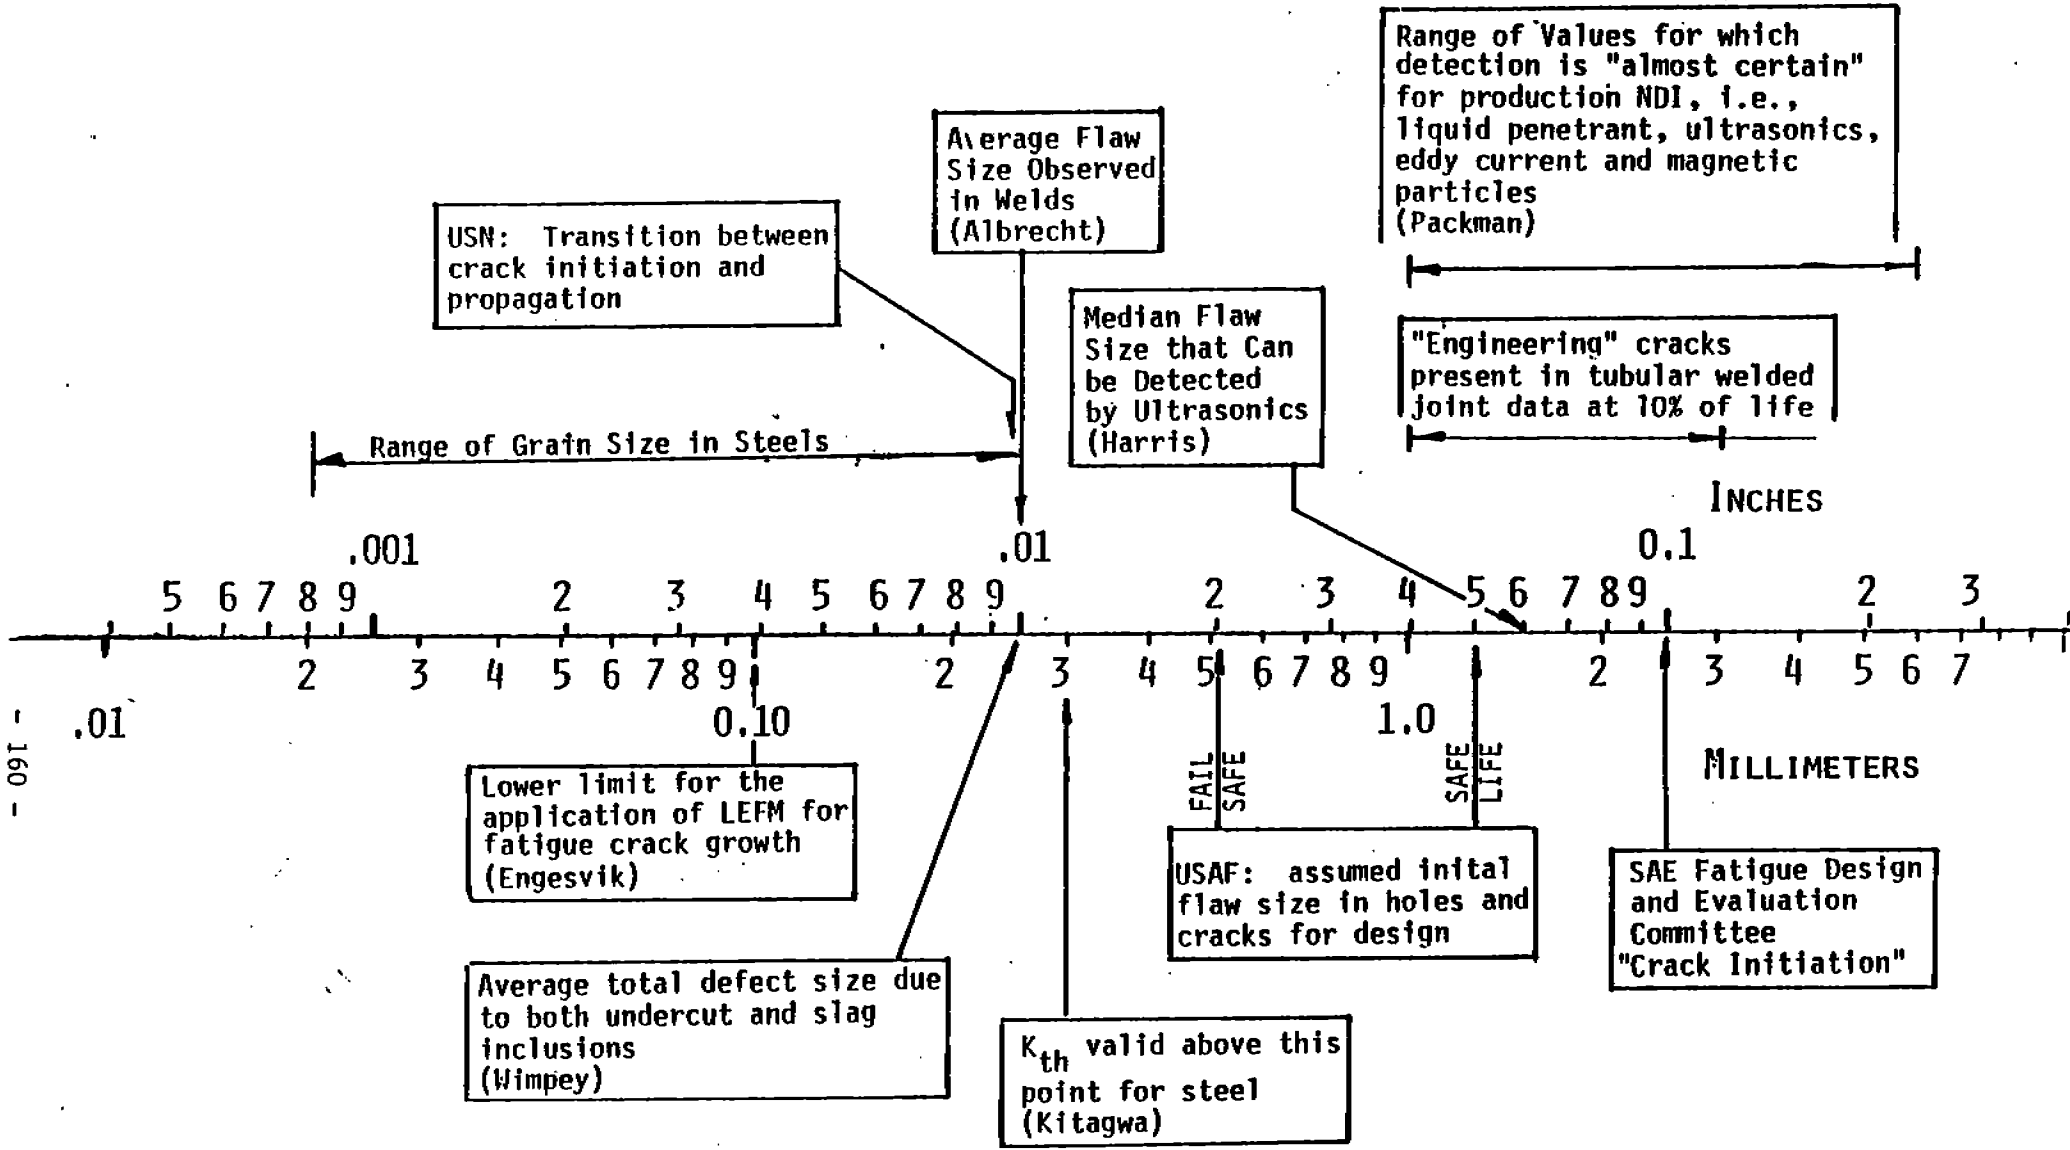 Range of Values for which
detection is "almost certain"
for production NDI, i.e.,
liquid penetrant, ultrasonics,
eddy current and magnetic
particles
(Packman)
Average Flaw
Size Observed
in Welds
(Albrecht)
USN: Transition between
crack initiation and
propagation
Median Flaw
Size that Can
be Detected
by Ultrasonics
(Harris)
"Engineering" cracks
present in tubular welded
joint data at 10% of life
Range of Grain Size in Steels
INCHES
.001 .01 0.1
5 6 7 8 9 2 3 4 5 6 7 8 9 2 3 4 5 6 7 8 9 2 3
2 3 4 5 6 7 8 9 2 3 4 5 6 7 8 9 2 3 4 5 6 7
.01 0.10 1.0
MILLIMETERS
FAIL
SAFE
SAFE
LIFE
- 160 -
Lower limit for the
application of LEFM for
fatigue crack growth
(Engesvik)
USAF: assumed inital
flaw size in holes and
cracks for design
SAE Fatigue Design
and Evaluation
Committee
"Crack Initiation"
Average total defect size due
to both undercut and slag
inclusions
(Wimpey)
Kth valid above this
point for steel
(Kitagwa)